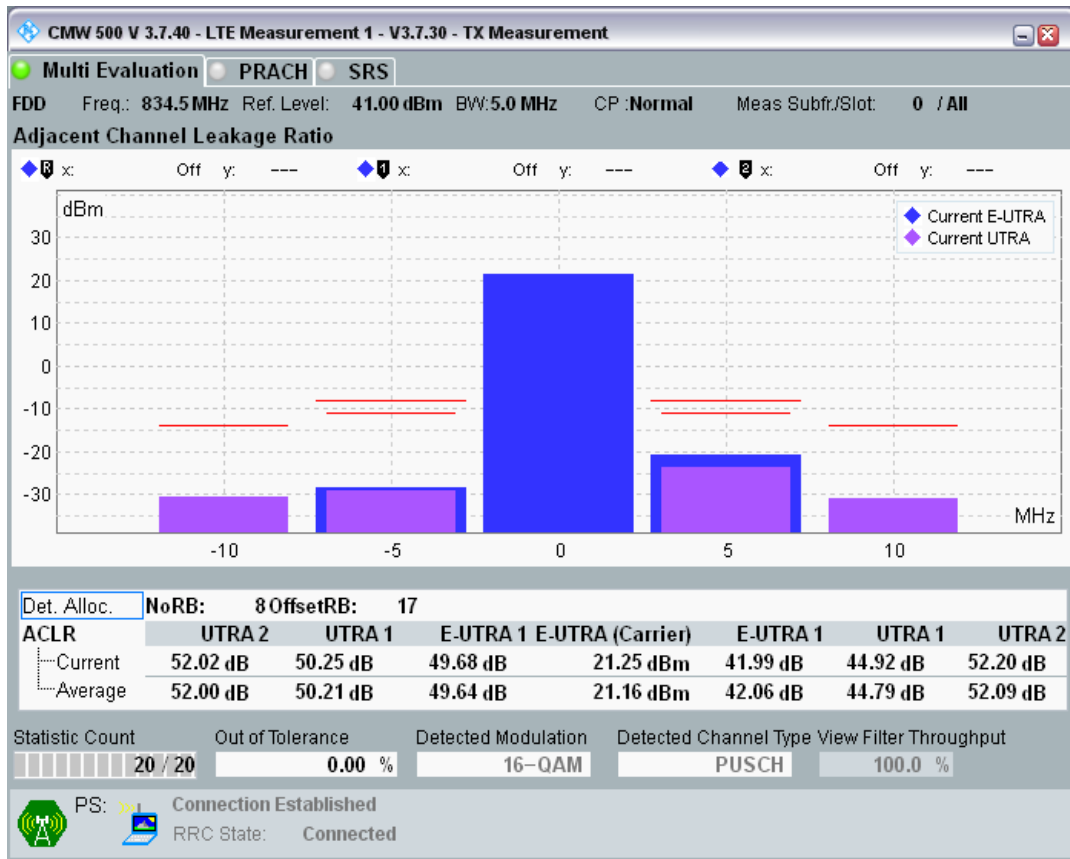 CMW 500 V 3.7.40 - LTE Measurement 1 - V3.7.30 - TX Measurement
Multi Evaluation PRACH SRS
FDD Freq.: 834.5 MHz Ref. Level: 41.00 dBm BW:5.0 MHz CP :Normal Meas Subfr./Slot: 0 / All
Adjacent Channel Leakage Ratio
R x: Off y: --- 1 x: Off y: --- 2 x: Off y: ---
dBm
Current E-UTRA
Current UTRA
30
20
10
0
-10
-20
-30
MHz
-10 -5 0 5 10
Det. Alloc. NoRB: 8 OffsetRB: 17
ACLR UTRA 2 UTRA 1 E-UTRA 1 E-UTRA (Carrier) E-UTRA 1 UTRA 1 UTRA 2
Current 52.02 dB 50.25 dB 49.68 dB 21.25 dBm 41.99 dB 44.92 dB 52.20 dB
Average 52.00 dB 50.21 dB 49.64 dB 21.16 dBm 42.06 dB 44.79 dB 52.09 dB
Statistic Count Out of Tolerance Detected Modulation Detected Channel Type View Filter Throughput
20 / 20 0.00 % 16-QAM PUSCH 100.0 %
PS: Connection Established
RRC State: Connected